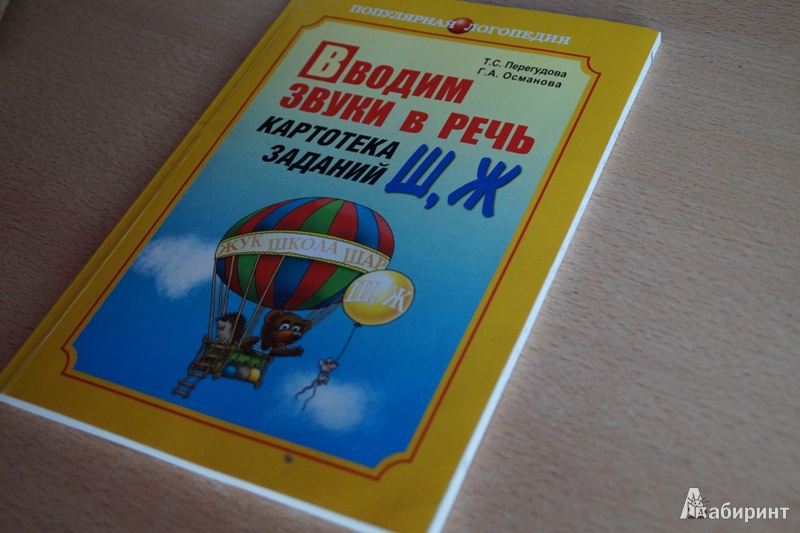 ПОПУЛЯРНАЯ ЛОГОПЕДИЯ
Т.С. Перегудова
Г.А. Османова
ВВОДИМ
ЗВУКИ В РЕЧЬ
КАРТОТЕКА
ЗАДАНИЙ
Ш, Ж
ЖУК ШКОЛА ШАР
Ш, Ж
Лабиринт